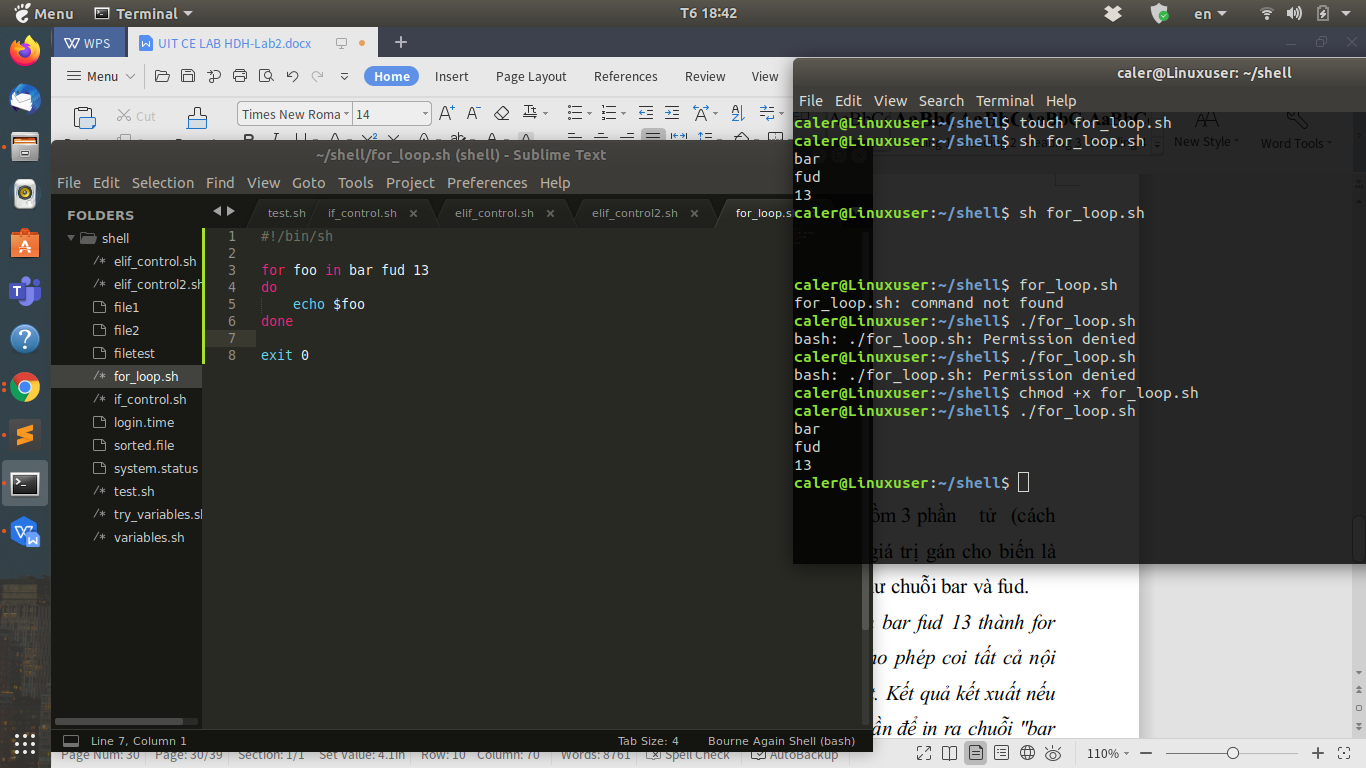 Menu Terminal T6 18:42 en
WPS UIT CE LAB HDH-Lab2.docx
Menu Home Insert Page Layout References Review View
Cut Times New Roma 14
New Style Word Tools
~/shell/for_loop.sh (shell) - Sublime Text
File Edit Selection Find View Goto Tools Project Preferences Help
FOLDERS
shell
/* elif_control.sh
/* elif_control2.sh
file1
file2
filetest
/* for_loop.sh
/* if_control.sh
login.time
sorted.file
system.status
/* test.sh
/* try_variables.sh
/* variables.sh
test.sh if_control.sh elif_control.sh elif_control2.sh for_loop.s
1 #!/bin/sh
2
3 for foo in bar fud 13
4 do
5 echo $foo
6 done
7
8 exit 0
Line 7, Column 1 Tab Size: 4 Bourne Again Shell (bash)
caler@Linuxuser: ~/shell
File Edit View Search Terminal Help
caler@Linuxuser:~/shell$ touch for_loop.sh
caler@Linuxuser:~/shell$ sh for_loop.sh
bar
fud
13
caler@Linuxuser:~/shell$ sh for_loop.sh
caler@Linuxuser:~/shell$ for_loop.sh
for_loop.sh: command not found
caler@Linuxuser:~/shell$ ./for_loop.sh
bash: ./for_loop.sh: Permission denied
caler@Linuxuser:~/shell$ ./for_loop.sh
bash: ./for_loop.sh: Permission denied
caler@Linuxuser:~/shell$ chmod +x for_loop.sh
caler@Linuxuser:~/shell$ ./for_loop.sh
bar
fud
13
caler@Linuxuser:~/shell$
3 phần tử (cách
giá trị gán cho biến là
chuỗi bar và fud.
bar fud 13 thành for
phép coi tất cả nội
Kết quả kết xuất nếu
để in ra chuỗi "bar
Page Num: 30 Page: 30/39 Section: 1/1 Set Value: 4.1in Row: 10 Column: 70 Words: 8761 Spell Check AutoBackup 110%